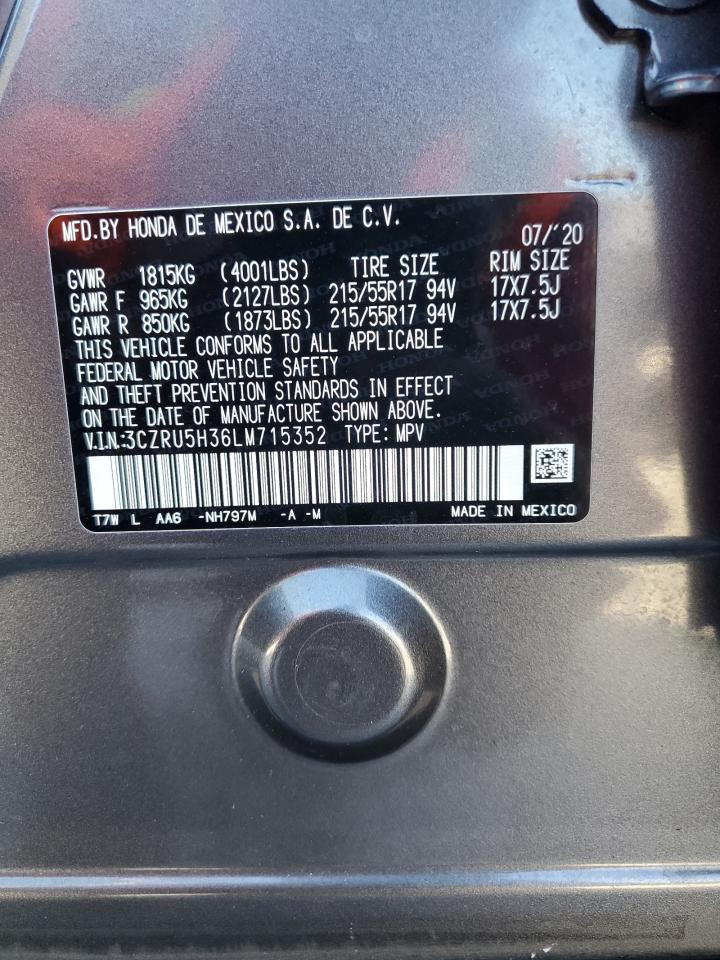 MFD.BY HONDA DE MEXICO S.A. DE C.V.
07/'20
GVWR 1815KG (4001LBS) TIRE SIZE RIM SIZE
GAWR F 965KG (2127LBS) 215/55R17 94V 17X7.5J
GAWR R 850KG (1873LBS) 215/55R17 94V 17X7.5J
THIS VEHICLE CONFORMS TO ALL APPLICABLE
FEDERAL MOTOR VEHICLE SAFETY
AND THEFT PREVENTION STANDARDS IN EFFECT
ON THE DATE OF MANUFACTURE SHOWN ABOVE.
V.I.N.:3CZRU5H36LM715352 TYPE: MPV
T7W L AA6 -NH797M -A -M MADE IN MEXICO